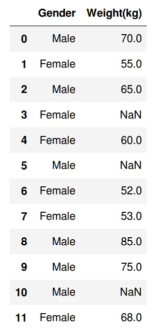 Gender Weight(kg)
0 Male 70.0
1 Female 55.0
2 Male 65.0
3 Female NaN
4 Female 60.0
5 Male NaN
6 Female 52.0
7 Female 53.0
8 Male 85.0
9 Male 75.0
10 Male NaN
11 Female 68.0